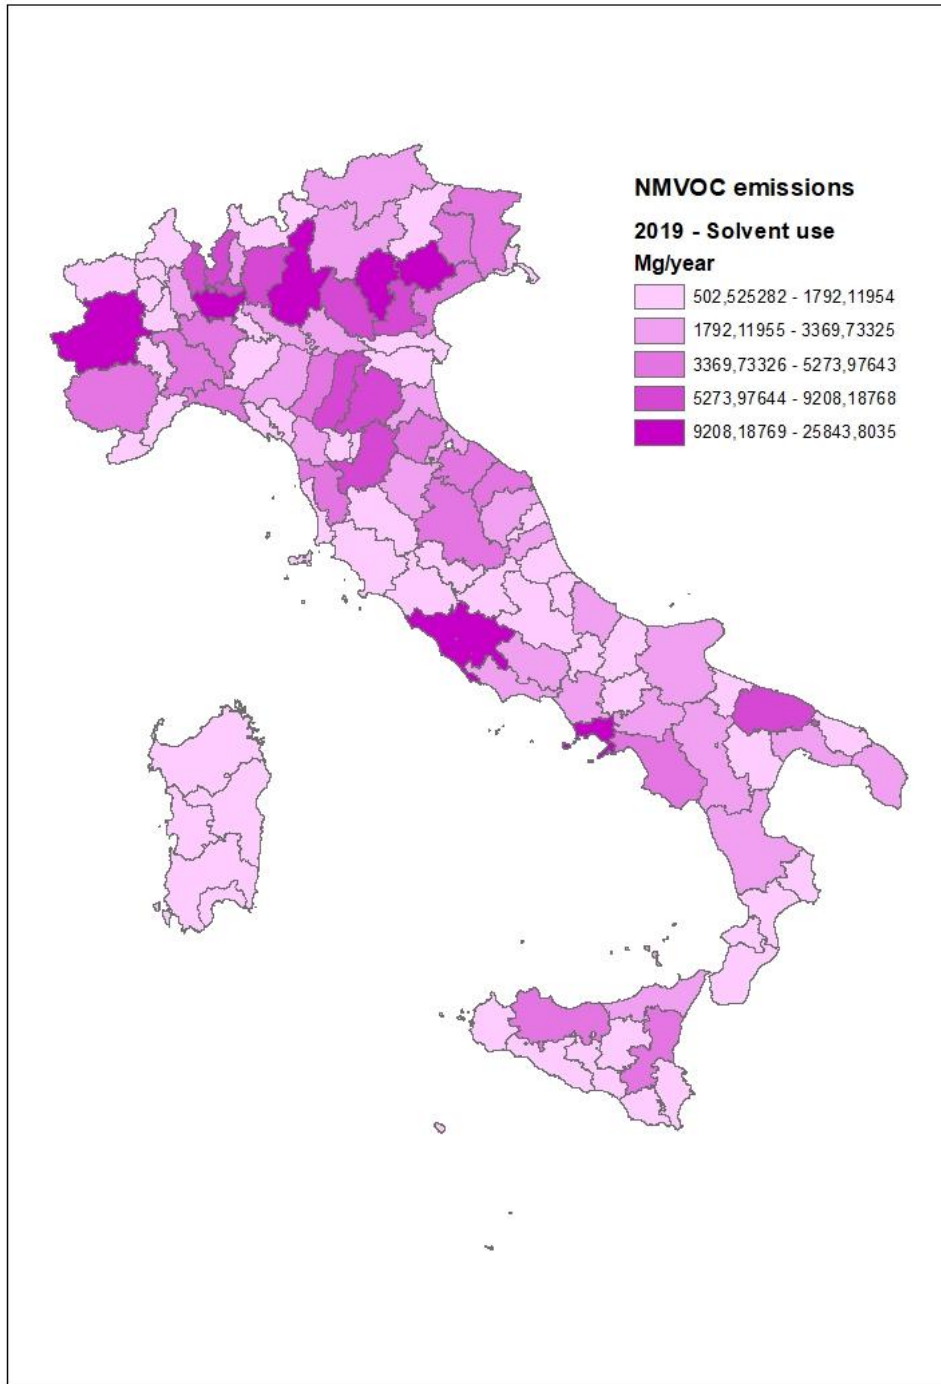 NMVOC emissions
2019 - Solvent use
Mg/year
502,525282 - 1792,11954
1792,11955 - 3369,73325
3369,73326 - 5273,97643
5273,97644 - 9208,18768
9208,18769 - 25843,8035